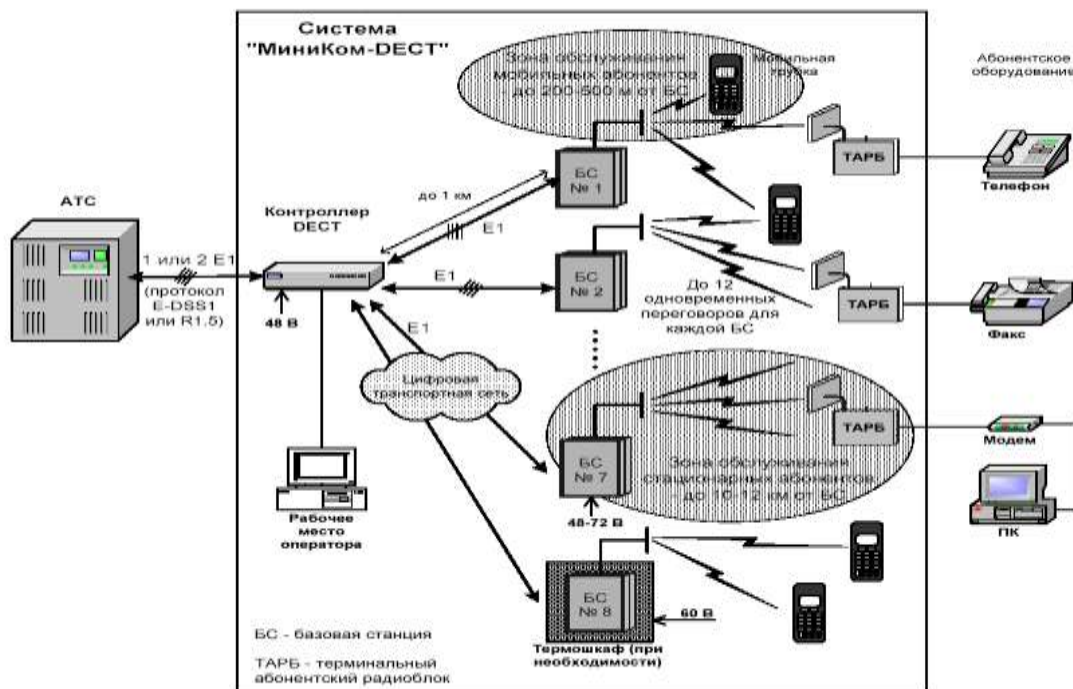 Система
"МиниКом-DECT"
Зона обслуживания
мобильных абонентов
- до 200-500 м от БС
Мобильная
трубка
Абонентское
оборудование
БС
№ 1
ТАРБ
Телефон
до 1 км
E1
АТС
Контроллер
DECT
1 или 2 E1
(протокол
E-DSS1
или R1.5)
48 В
E1
БС
№ 2
До 12
одновременных
переговоров для
каждой БС
ТАРБ
Факс
E1
Цифровая
транспортная сеть
ТАРБ
Модем
БС
№ 7
Зона обслуживания
стационарных абонентов
- до 10-12 км от БС
48-72 В
ПК
Рабочее
место
оператора
БС
№ 8
60 В
Термошкаф (при
необходимости)
БС - базовая станция
ТАРБ - терминальный
абонентский радиоблок